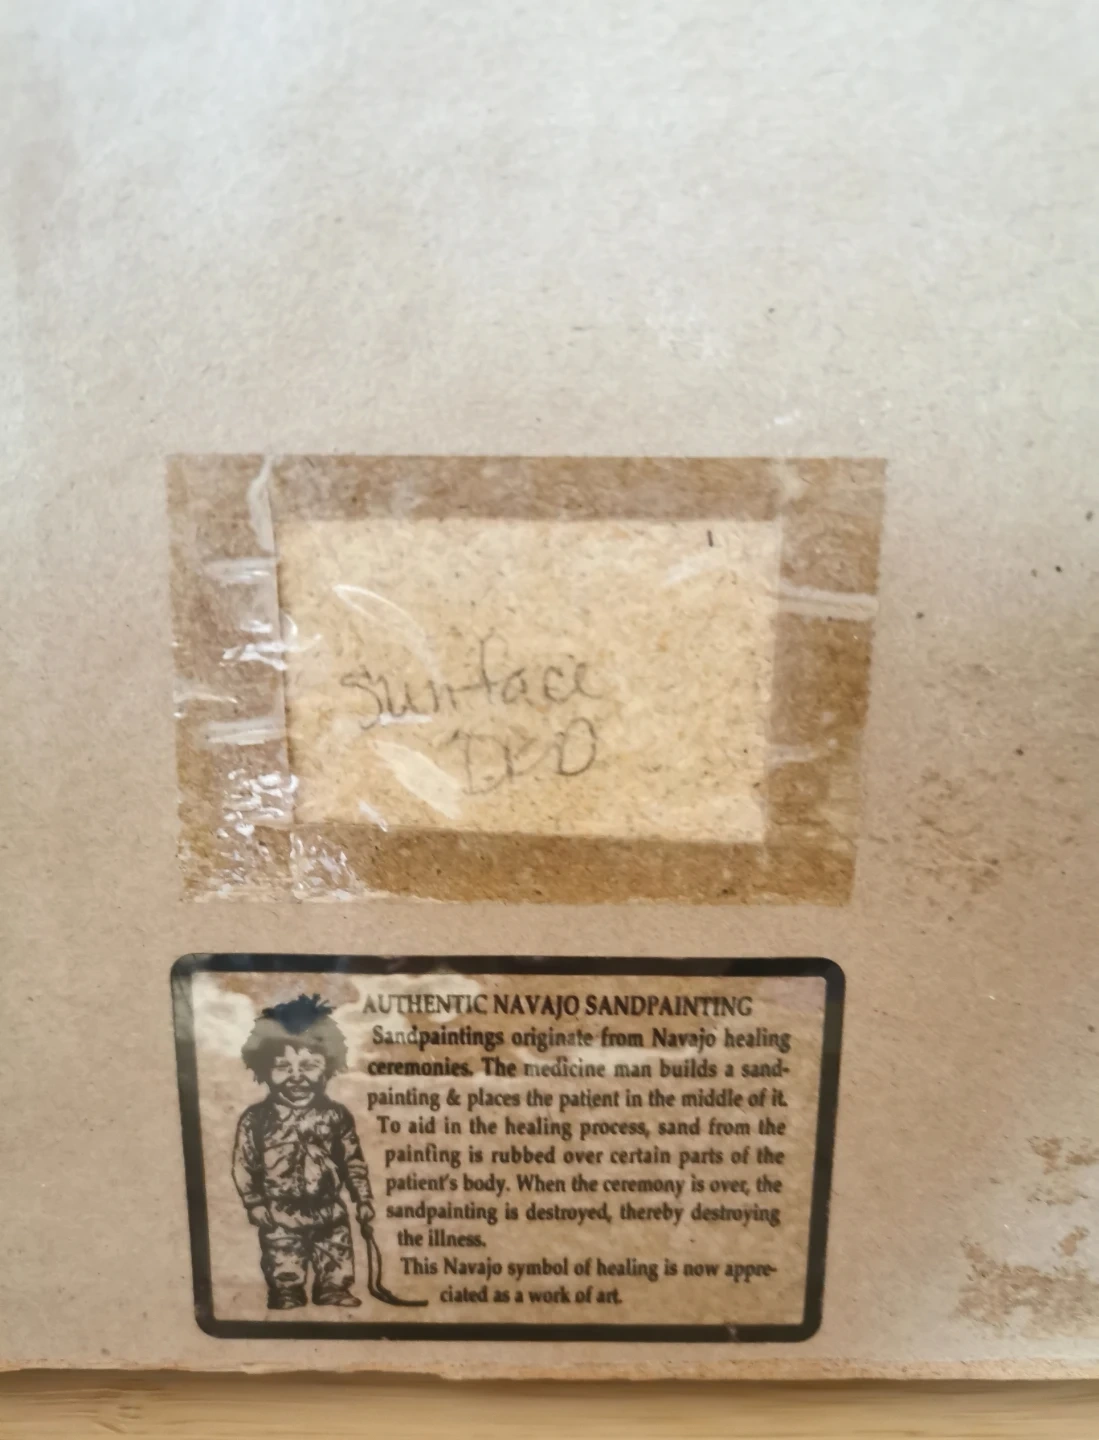 Sunface
AUTHENTIC NAVAJO SANDPAINTING
Sandpaintings originate from Navajo healing
ceremonies. The medicine man builds a sand-
painting & places the patient in the middle of it.
To aid in the healing process, sand from the
painting is rubbed over certain parts of the
patient's body. When the ceremony is over, the
sandpainting is destroyed, thereby destroying
the illness.
This Navajo symbol of healing is now appre-
ciated as a work of art.